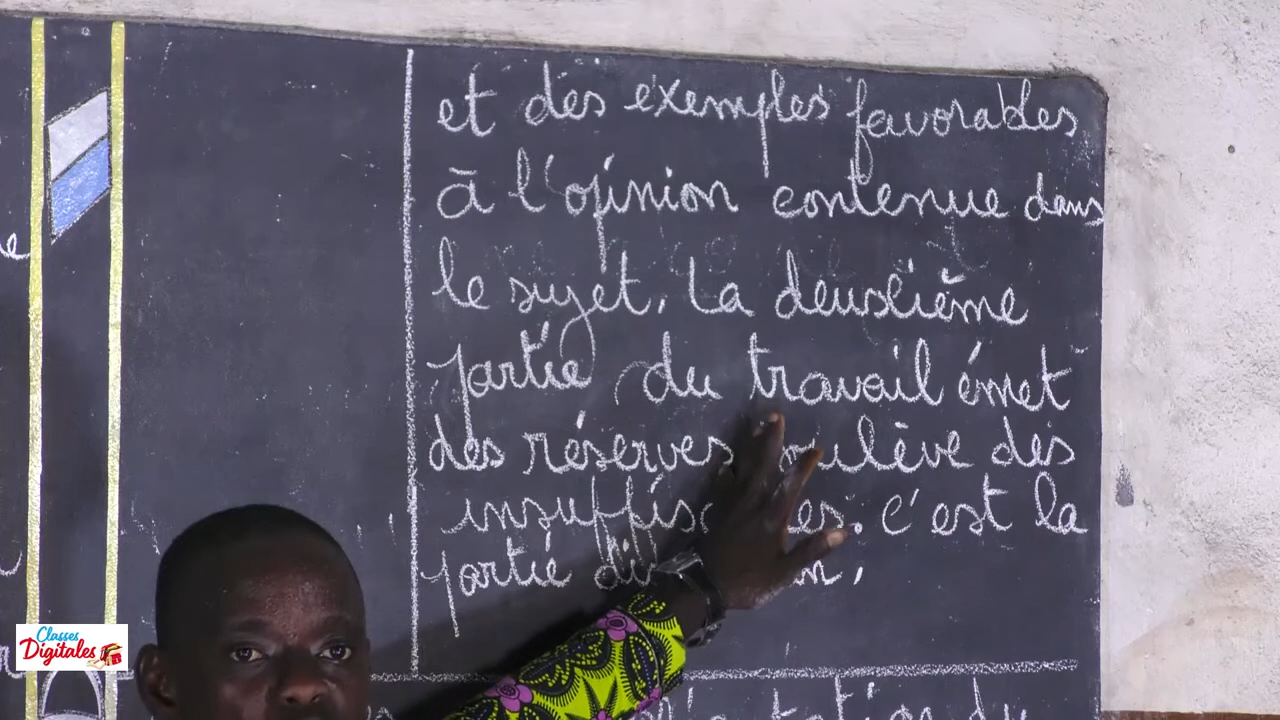 et des exemples favorables
à l'opinion contenue dans
le sujet. La deuxième
partie du travail émet
des réserves, soulève des
c'est la
partie
Classes
Digitales